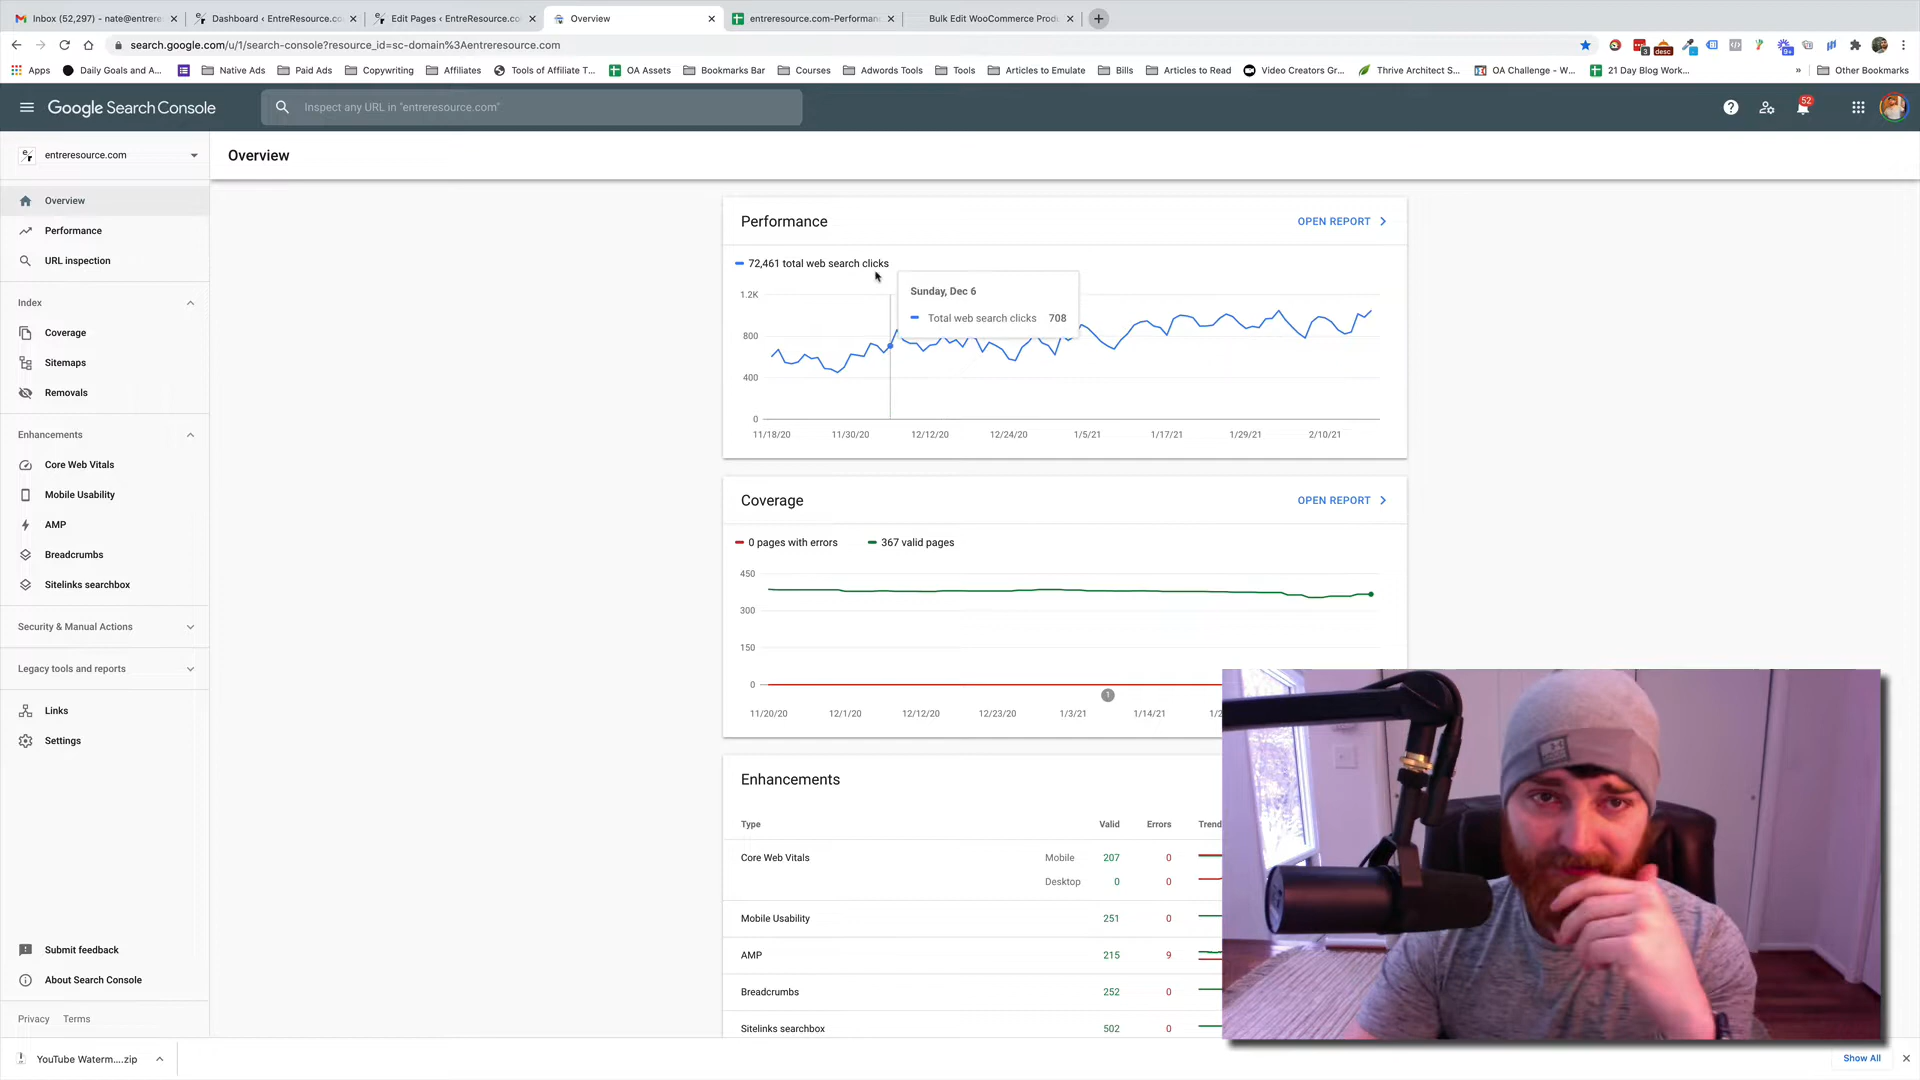 Inbox (52,297) - nate@entrere
Dashboard ‹ EntreResource.co
Edit Pages ‹ EntreResource.co
Overview
entreresource.com-Performan
Bulk Edit WooCommerce Prod
search.google.com/u/1/search-console?resource_id=sc-domain%3Aentreresource.com
3
desc
9+
Apps
Daily Goals and A...
Native Ads
Paid Ads
Copywriting
Affiliates
Tools of Affiliate T...
OA Assets
Bookmarks Bar
Courses
Adwords Tools
Tools
Articles to Emulate
Bills
Articles to Read
Video Creators Gr...
Thrive Architect S...
OA Challenge - W...
21 Day Blog Work...
»
Other Bookmarks
Google Search Console
Inspect any URL in "entreresource.com"
52
entreresource.com
Overview
Overview
Performance
URL inspection
Index
Coverage
Sitemaps
Removals
Enhancements
Core Web Vitals
Mobile Usability
AMP
Breadcrumbs
Sitelinks searchbox
Security & Manual Actions
Legacy tools and reports
Links
Settings
Submit feedback
About Search Console
Privacy Terms
Performance
OPEN REPORT
72,461 total web search clicks
Sunday, Dec 6
Total web search clicks 708
1.2K
800
400
0
11/18/20 11/30/20 12/12/20 12/24/20 1/5/21 1/17/21 1/29/21 2/10/21
Coverage
OPEN REPORT
0 pages with errors 367 valid pages
450
300
150
0
1
11/20/20 12/1/20 12/12/20 12/23/20 1/3/21 1/14/21 1/2
Enhancements
Type Valid Errors Trend
Core Web Vitals Mobile 207 0
Desktop 0 0
Mobile Usability 251 0
AMP 215 9
Breadcrumbs 252 0
Sitelinks searchbox 502 0
YouTube Waterm....zip
Show All